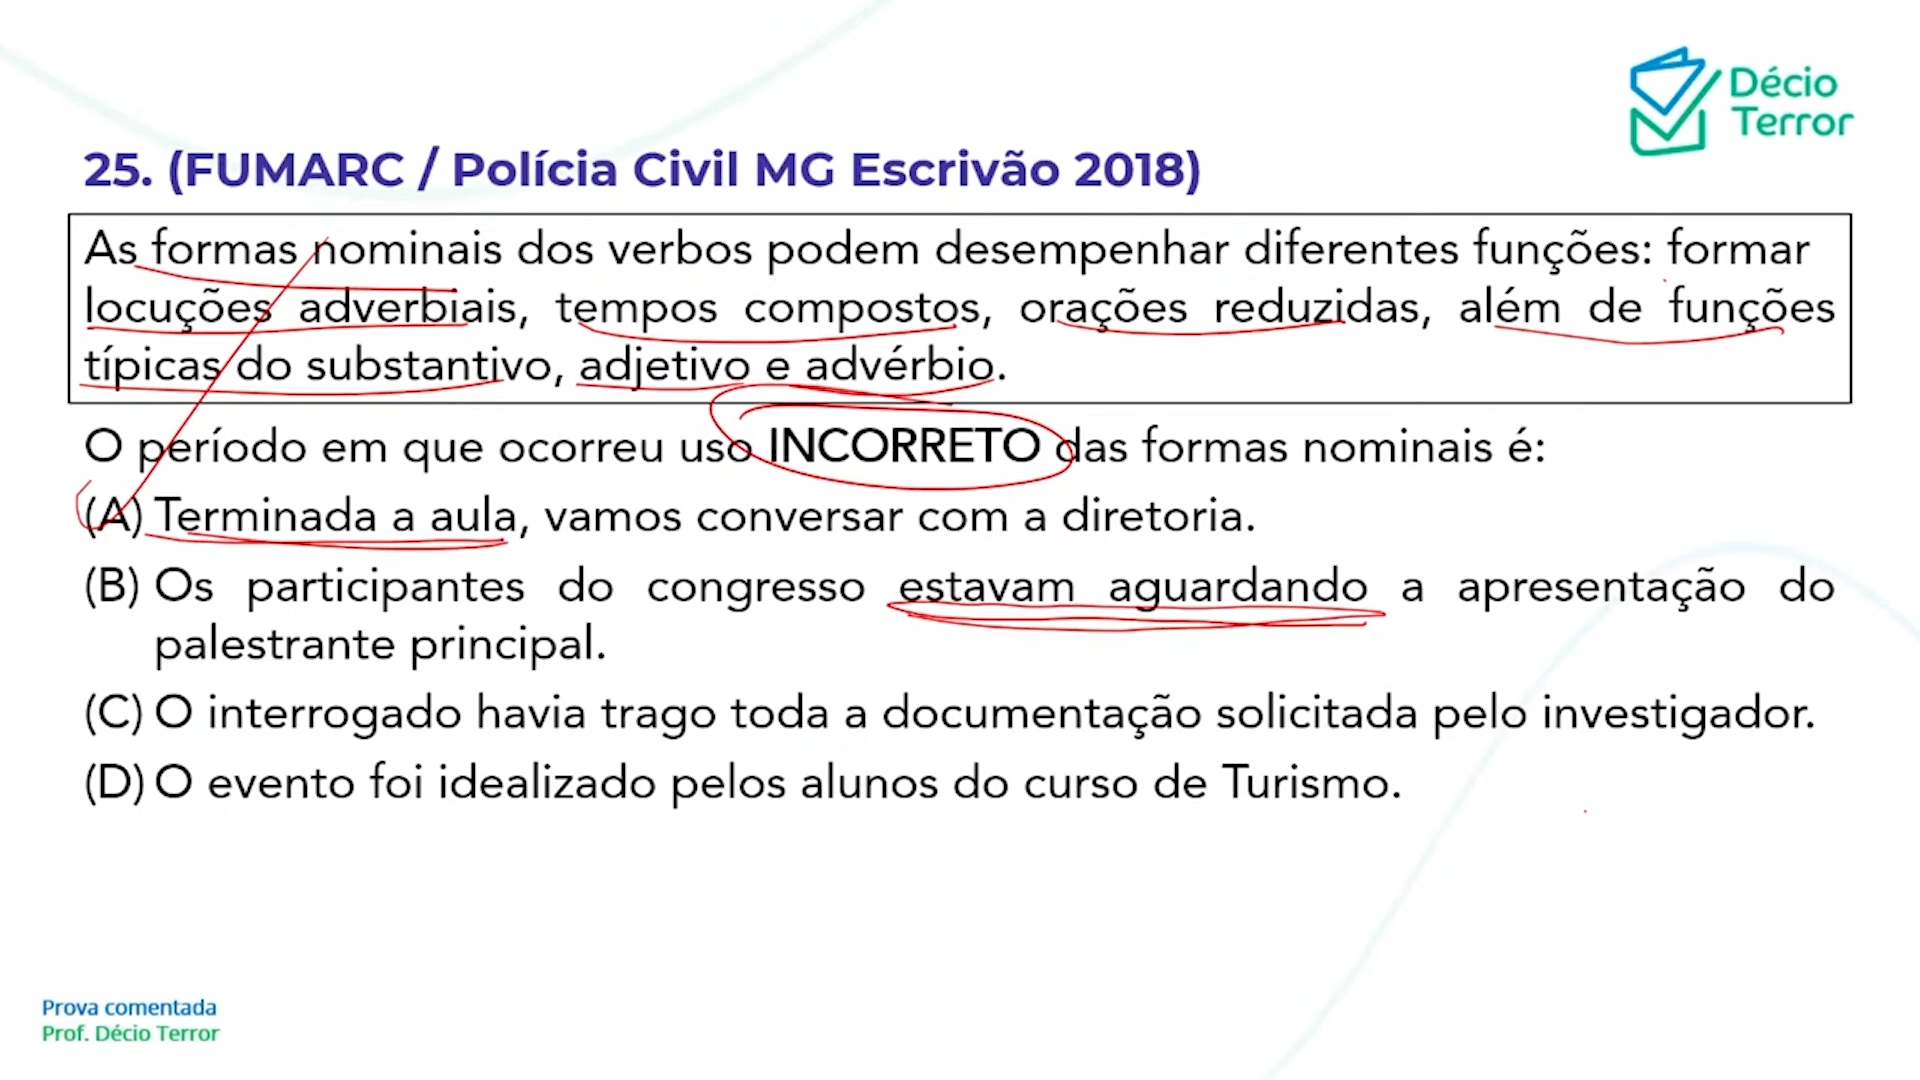 Décio
Terror
25. (FUMARC / Polícia Civil MG Escrivão 2018)
As formas nominais dos verbos podem desempenhar diferentes funções: formar
locuções adverbiais, tempos compostos, orações reduzidas, além de funções
típicas do substantivo, adjetivo e advérbio.
O período em que ocorreu uso INCORRETO das formas nominais é:
(A) Terminada a aula, vamos conversar com a diretoria.
(B) Os participantes do congresso estavam aguardando a apresentação do
palestrante principal.
(C) O interrogado havia trago toda a documentação solicitada pelo investigador.
(D) O evento foi idealizado pelos alunos do curso de Turismo.
Prova comentada
Prof. Décio Terror